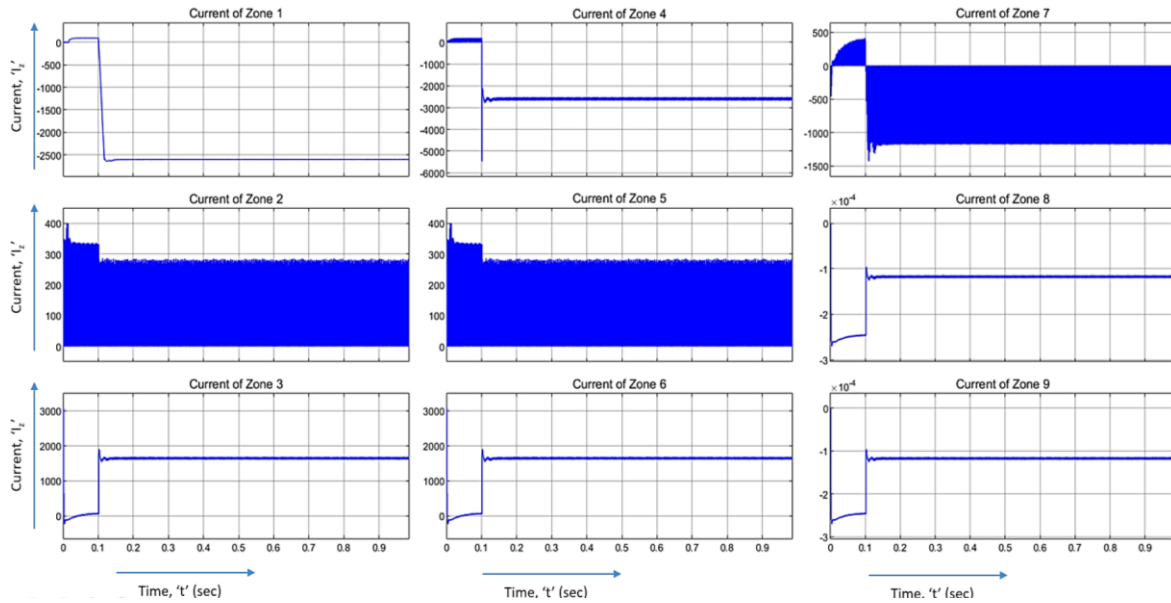 Current of Zone 1
Current of Zone 4
Current of Zone 7
Current, 'Iz'
0
-500
-1000
-1500
-2000
-2500
0
-1000
-2000
-3000
-4000
-5000
-6000
500
0
-500
-1000
-1500
Current of Zone 2
Current of Zone 5
Current of Zone 8
Current, 'Iz'
400
300
200
100
0
400
300
200
100
0
×10-4
0
-1
-2
-3
Current of Zone 3
Current of Zone 6
Current of Zone 9
Current, 'Iz'
3000
2000
1000
0
3000
2000
1000
0
×10-4
0
-1
-2
-3
0 0.1 0.2 0.3 0.4 0.5 0.6 0.7 0.8 0.9
0 0.1 0.2 0.3 0.4 0.5 0.6 0.7 0.8 0.9
0 0.1 0.2 0.3 0.4 0.5 0.6 0.7 0.8 0.9
Time, 't' (sec)
Time, 't' (sec)
Time, 't' (sec)